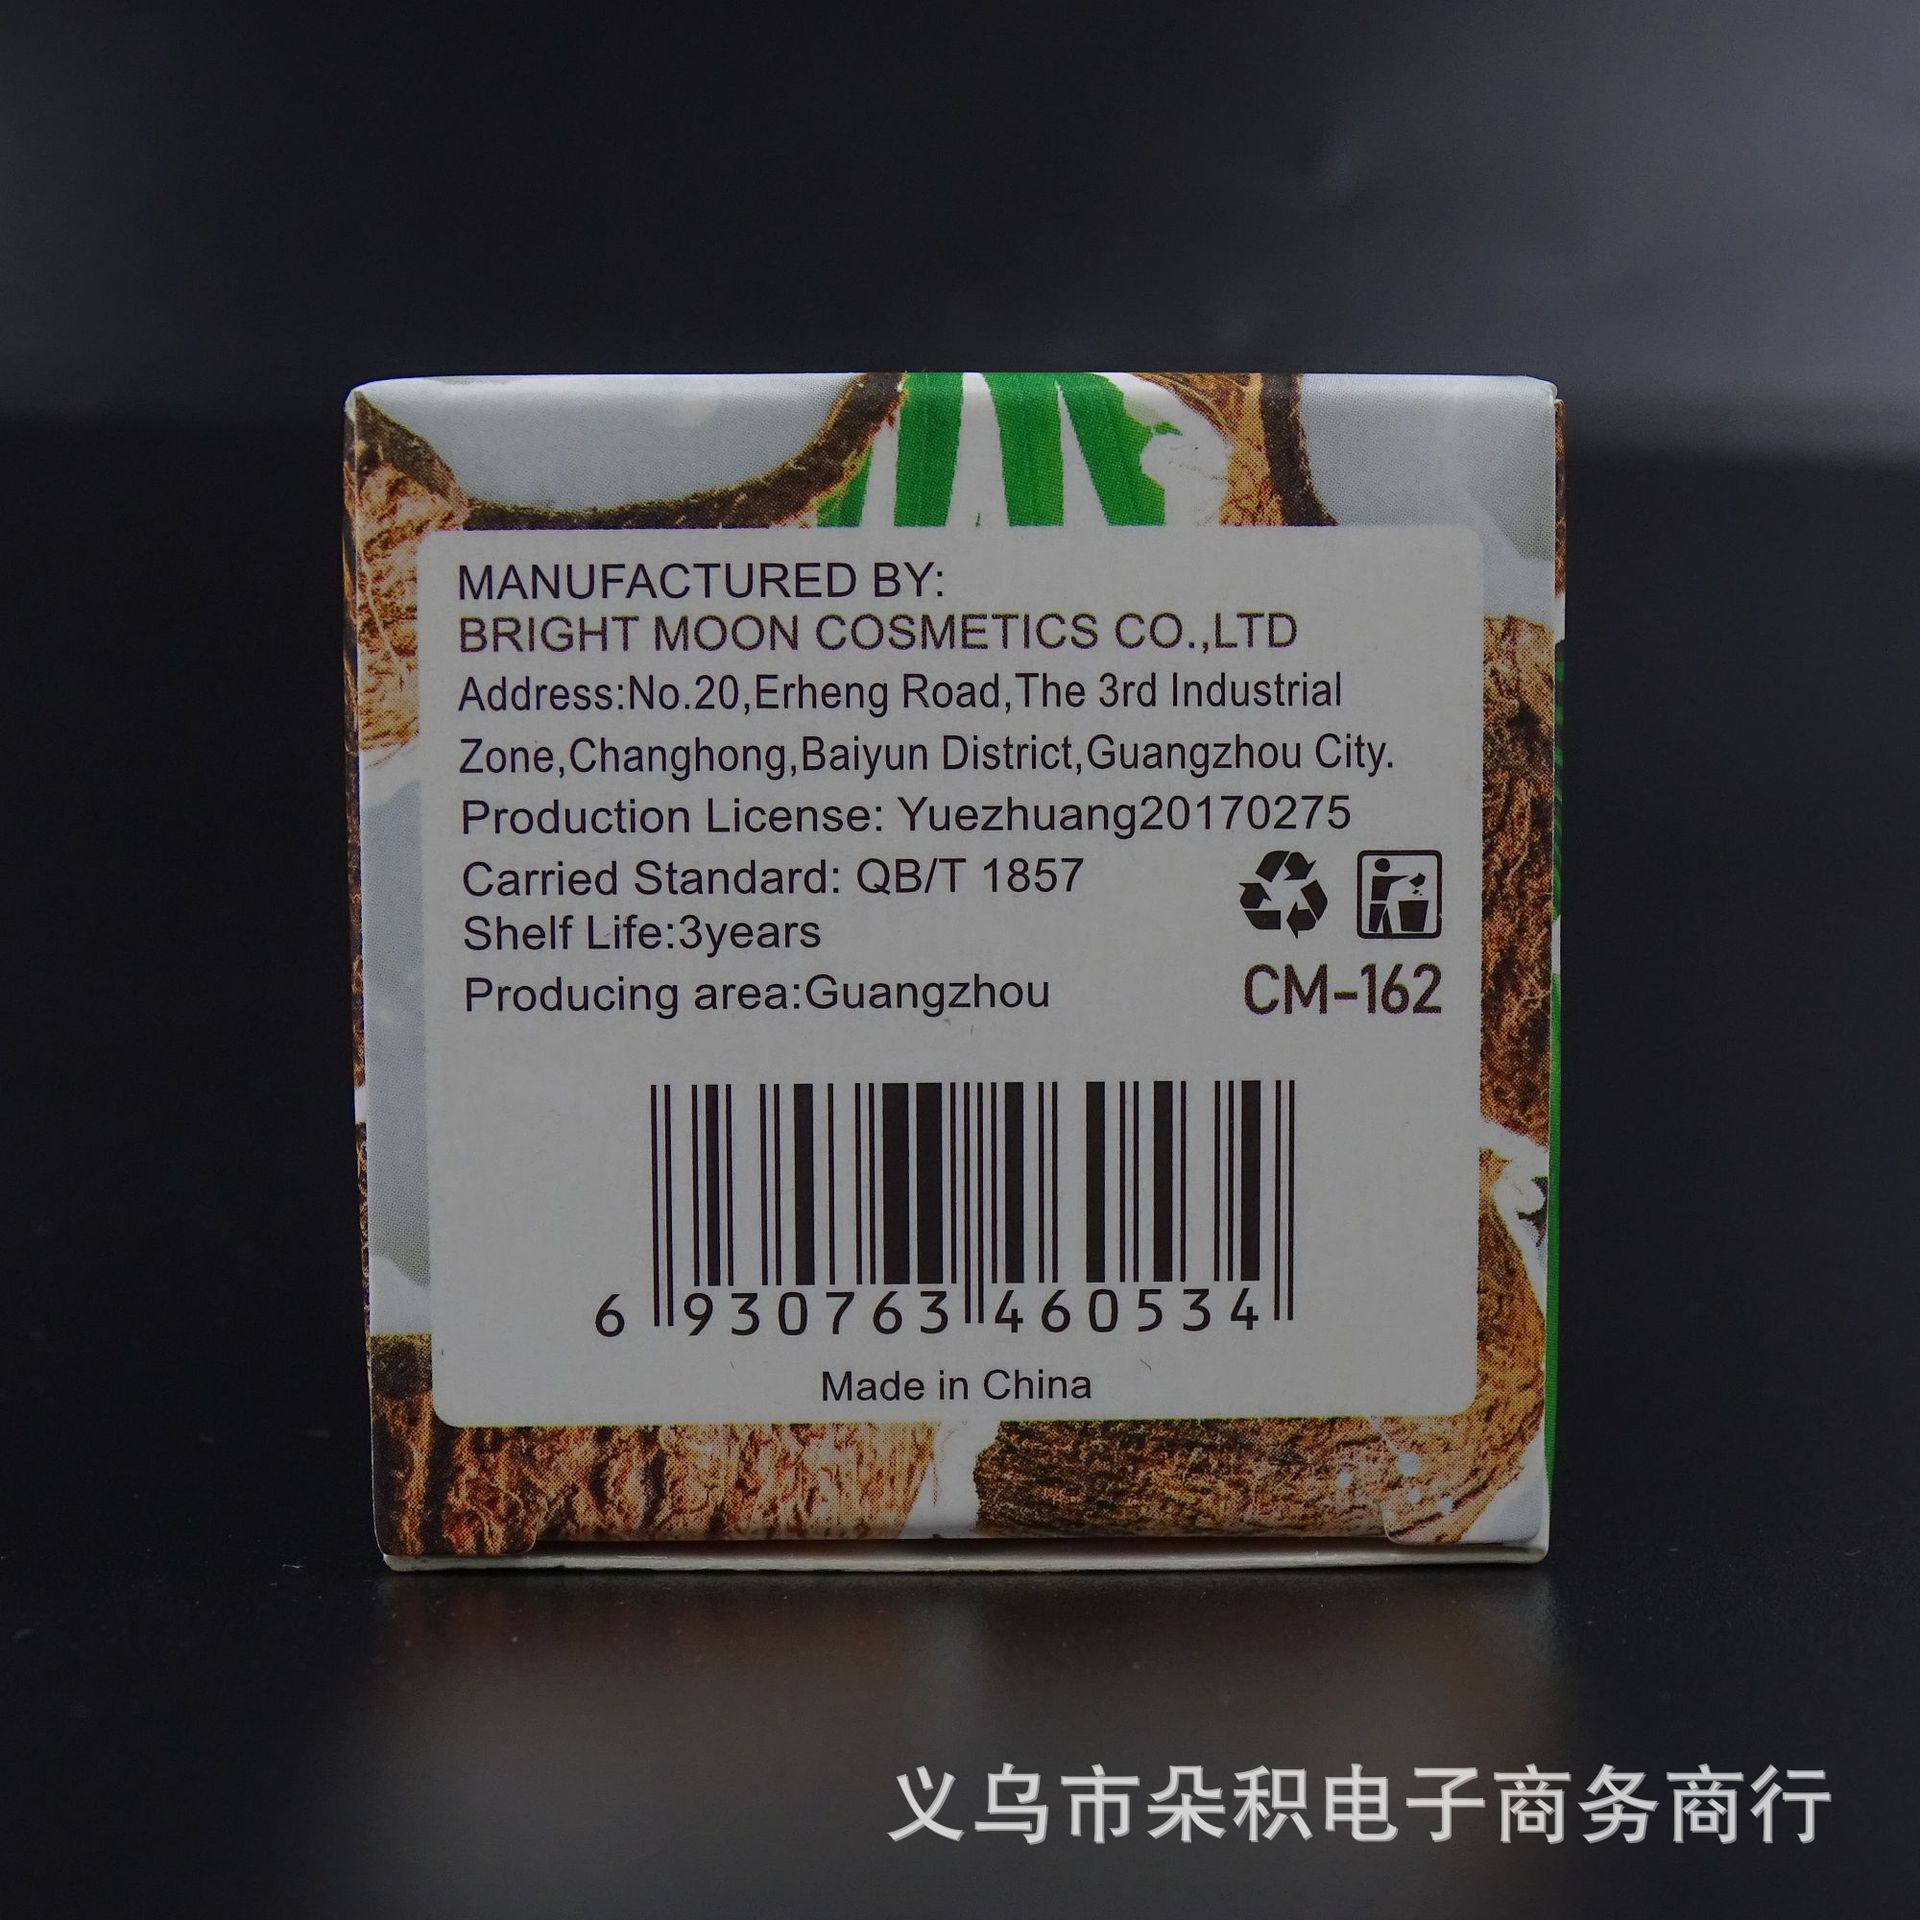 MANUFACTURED BY:
BRIGHT MOON COSMETICS CO.,LTD
Address:No.20,Erheng Road,The 3rd Industrial
Zone,Changhong,Baiyun District,Guangzhou City.
Production License: Yuezhuang20170275
Carried Standard: QB/T 1857
Shelf Life:3years
Producing area:Guangzhou
CM-162
6 930763 460534
Made in China
义乌市朵积电子商务商行